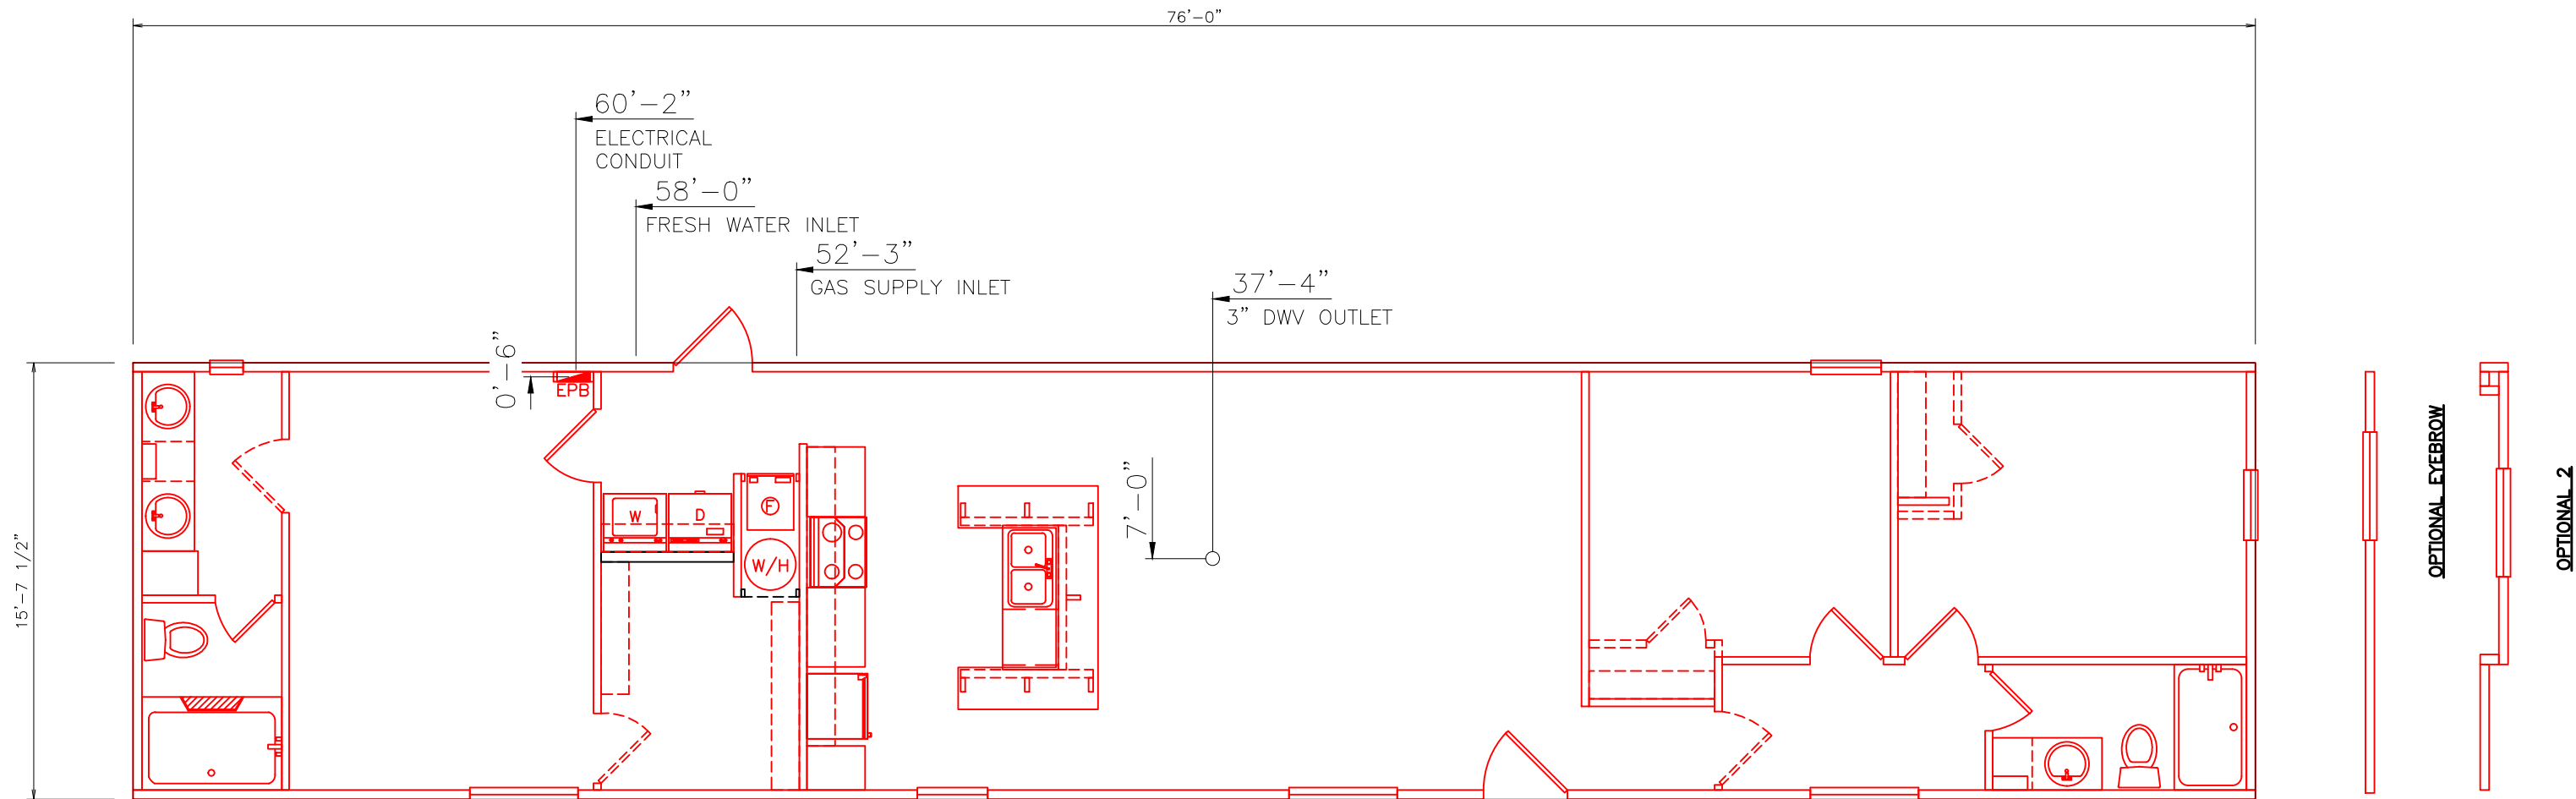 76'-0"
60'-2"
ELECTRICAL
CONDUIT
58'-0"
FRESH WATER INLET
52'-3"
GAS SUPPLY INLET
37'-4"
3" DWV OUTLET
0'-6"
EPB
7'-0"
15'-7 1/2"
W
D
F
W/H
OPTIONAL EYEBROW
OPTIONAL 2